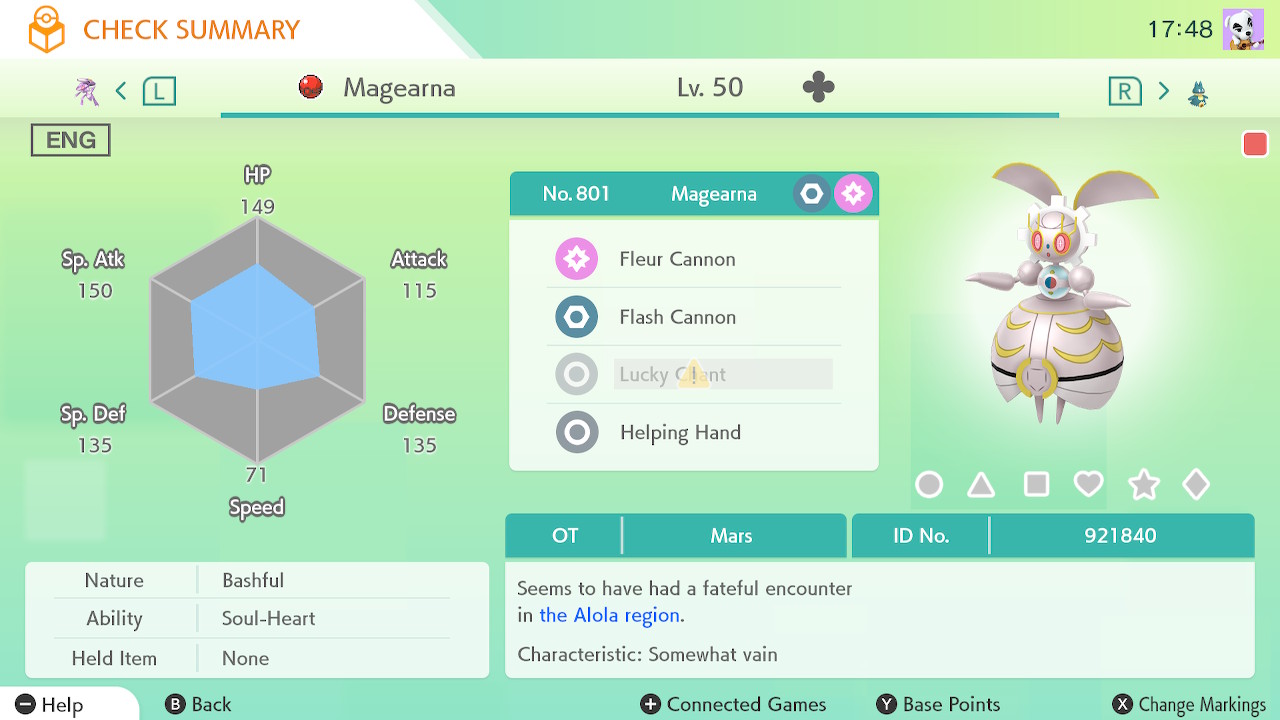 CHECK SUMMARY
17:48
L
Magearna
Lv. 50
R
ENG
HP
149
Sp. Atk
150
Attack
115
Sp. Def
135
Defense
135
71
Speed
No. 801 Magearna
Fleur Cannon
Flash Cannon
Lucky Chant
Helping Hand
OT Mars
ID No. 921840
Seems to have had a fateful encounter
in the Alola region.
Characteristic: Somewhat vain
Nature Bashful
Ability Soul-Heart
Held Item None
Help
B Back
Connected Games
Y Base Points
X Change Markings